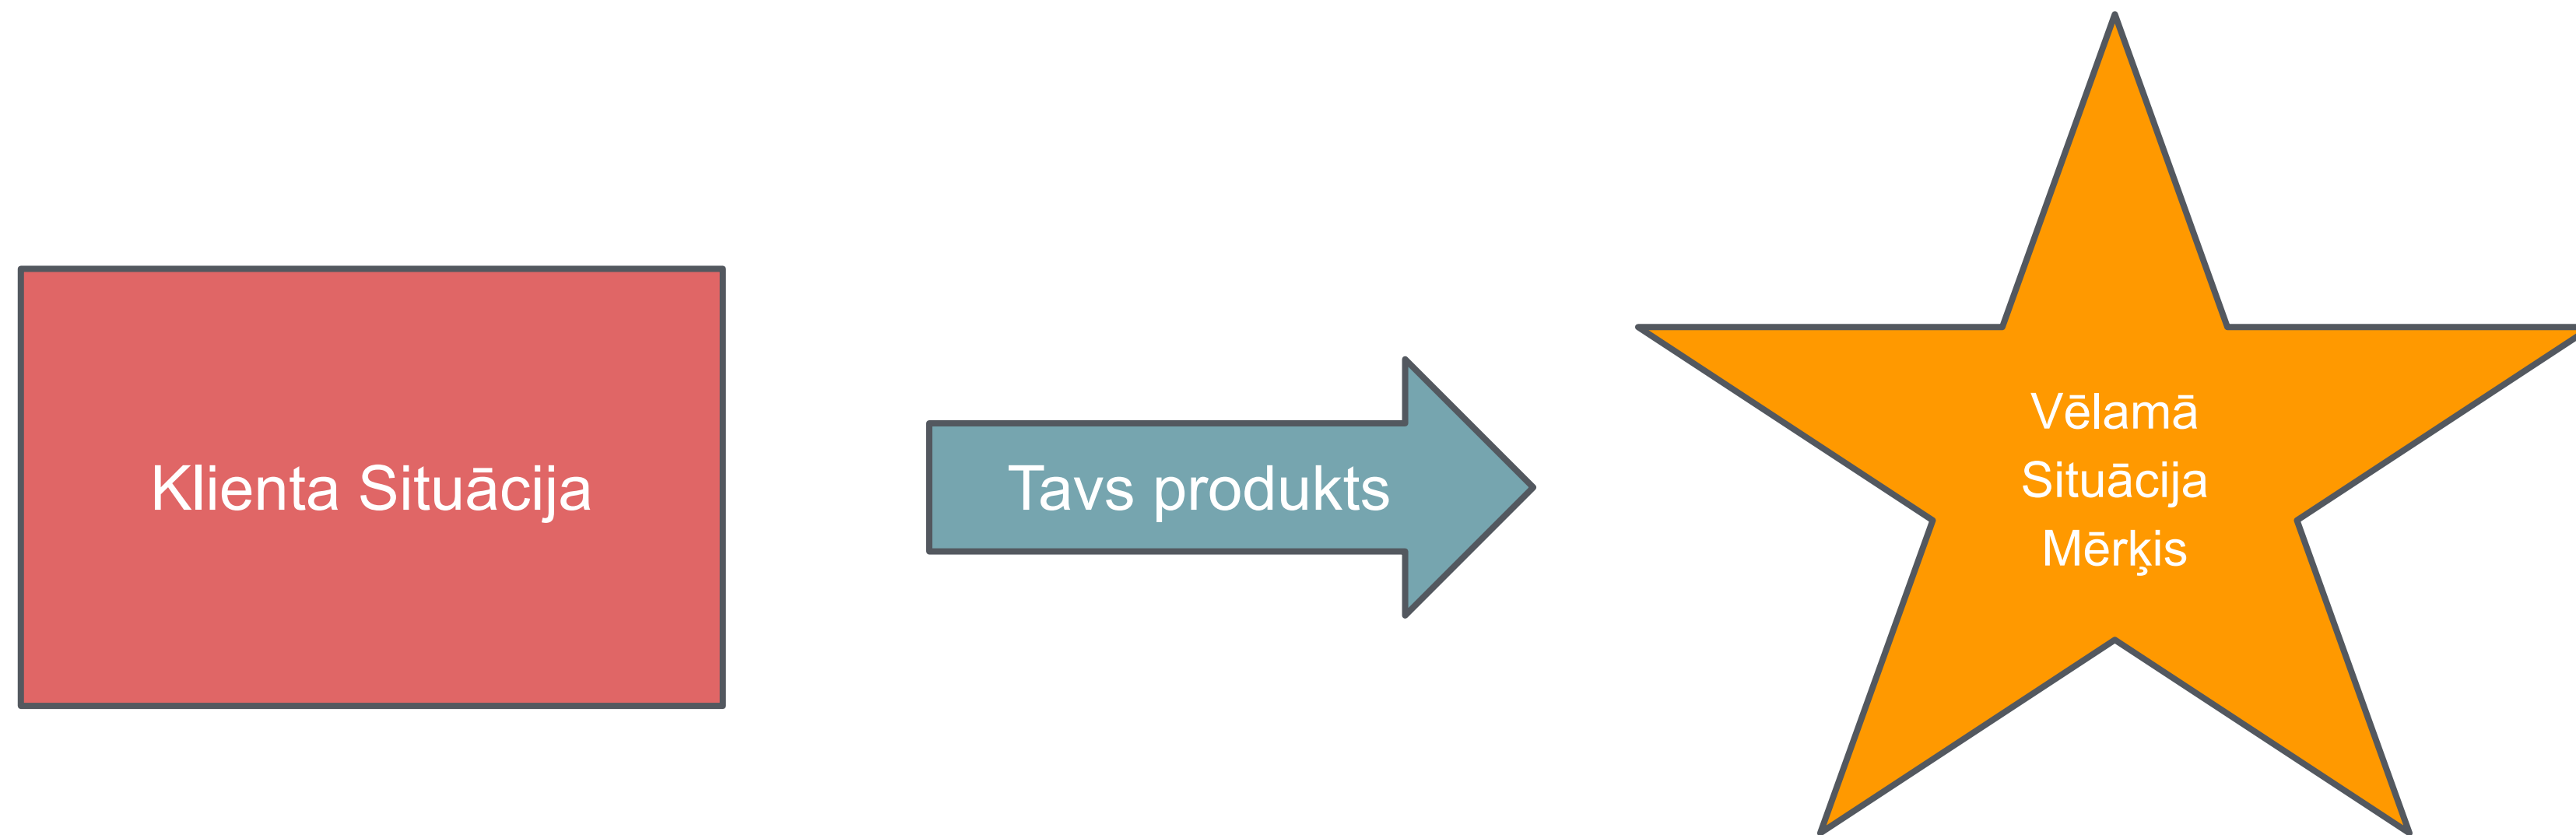 Klienta Situācija
Tavs produkts
Vēlamā
Situācija
Mērķis